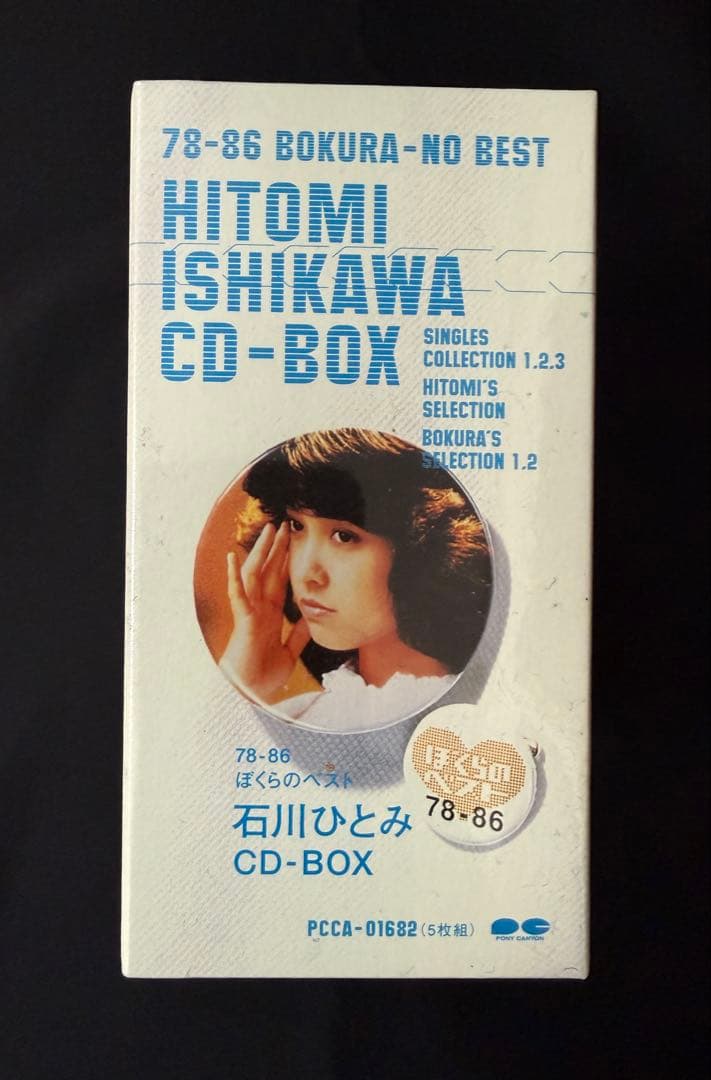 78-86 BOKURA-NO BEST
HITOMI
ISHIKAWA
CD-BOX
SINGLES
COLLECTION 1.2.3
HITOMI'S
SELECTION
BOKURA'S
SELECTION 1.2
78-86
ぼくらのベスト
石川ひとみ
CD-BOX
ぼくらの
ベスト
78-86
PCCA-01682(5枚組)
PONY CANYON